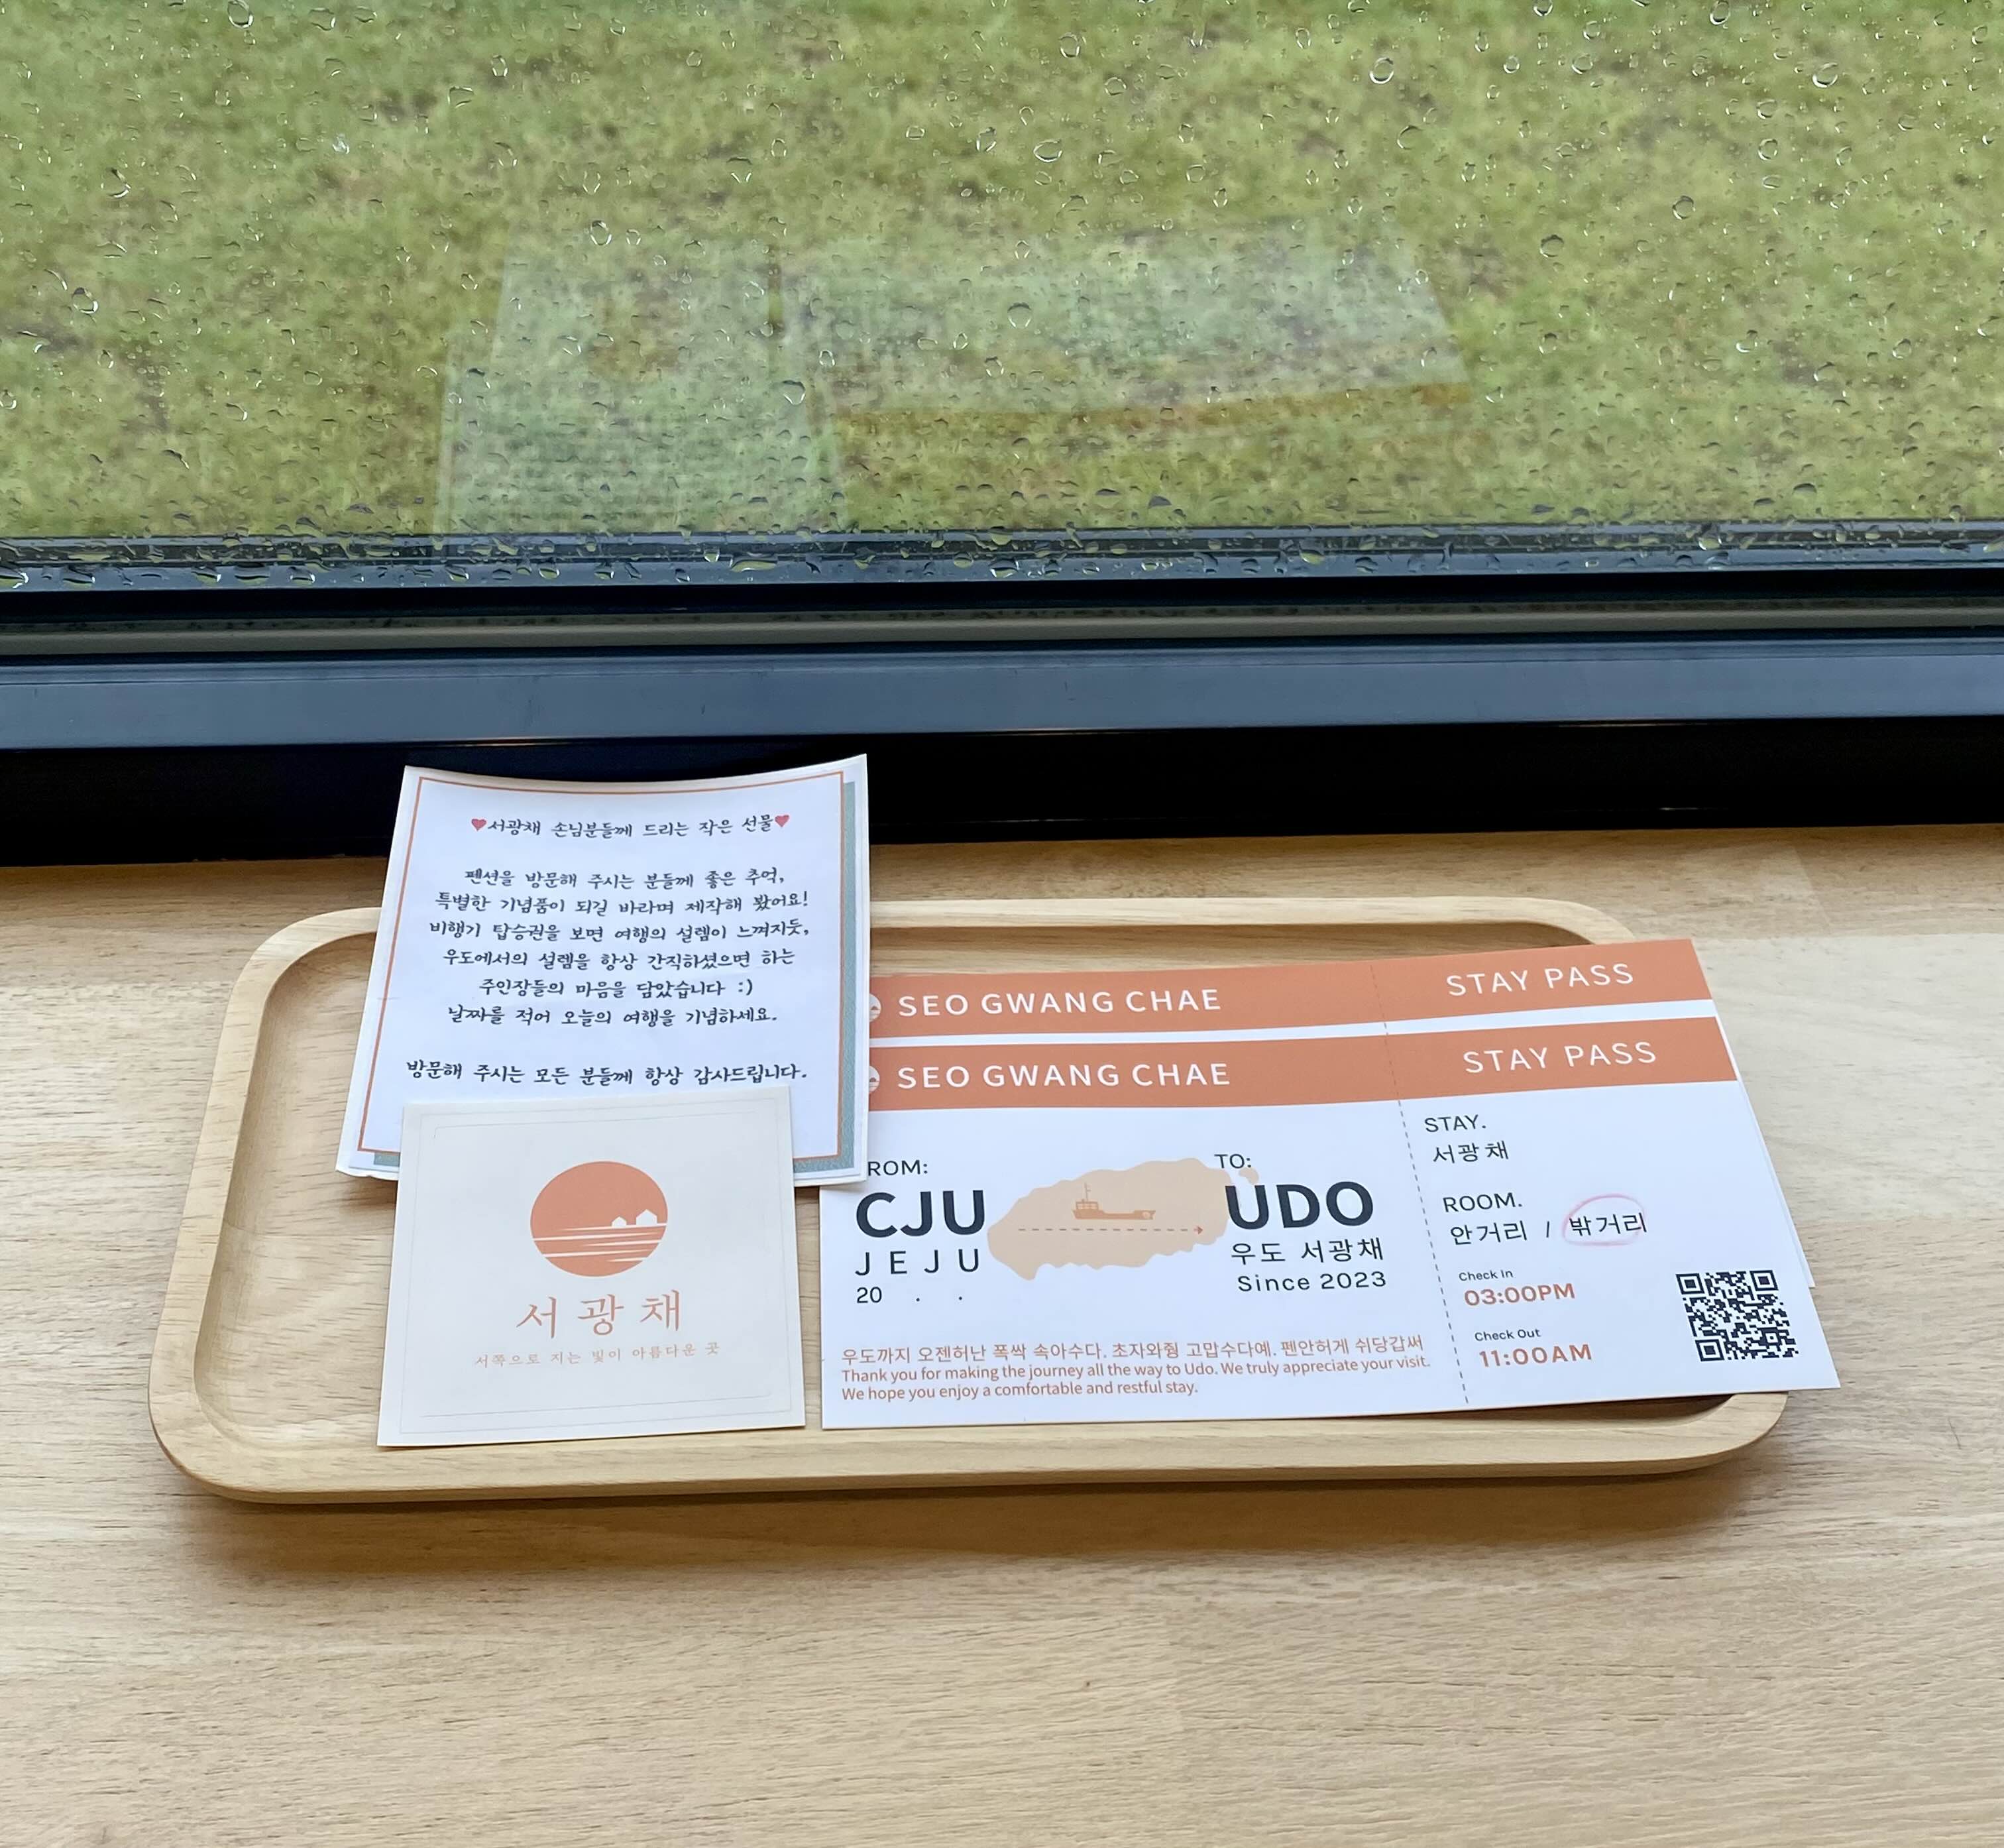 ♥서광채 손님분들께 드리는 작은 선물♥
펜션을 방문해 주시는 분들께 좋은 추억,
특별한 기념품이 되길 바라며 제작해 봤어요!
비행기 탑승권을 보면 여행의 설렘이 느껴지듯,
우도에서의 설렘을 항상 간직하셨으면 하는
주인장들의 마음을 담았습니다 :)
날짜를 적어 오늘의 여행을 기념하세요.
방문해 주시는 모든 분들께 항상 감사드립니다.
서광채
서쪽으로 지는 빛이 아름다운 곳
SEO GWANG CHAE
STAY PASS
SEO GWANG CHAE
STAY PASS
ROM:
CJU
JEJU
20 . .
TO:
UDO
우도 서광채
Since 2023
우도까지 오젠허난 폭싹 속아수다. 초자와줭 고맙수다예. 펜안허게 쉬당갑써
Thank you for making the journey all the way to Udo. We truly appreciate your visit.
We hope you enjoy a comfortable and restful stay.
STAY.
서광채
ROOM.
안거리 / 밖거리
Check In
03:00PM
Check Out
11:00AM